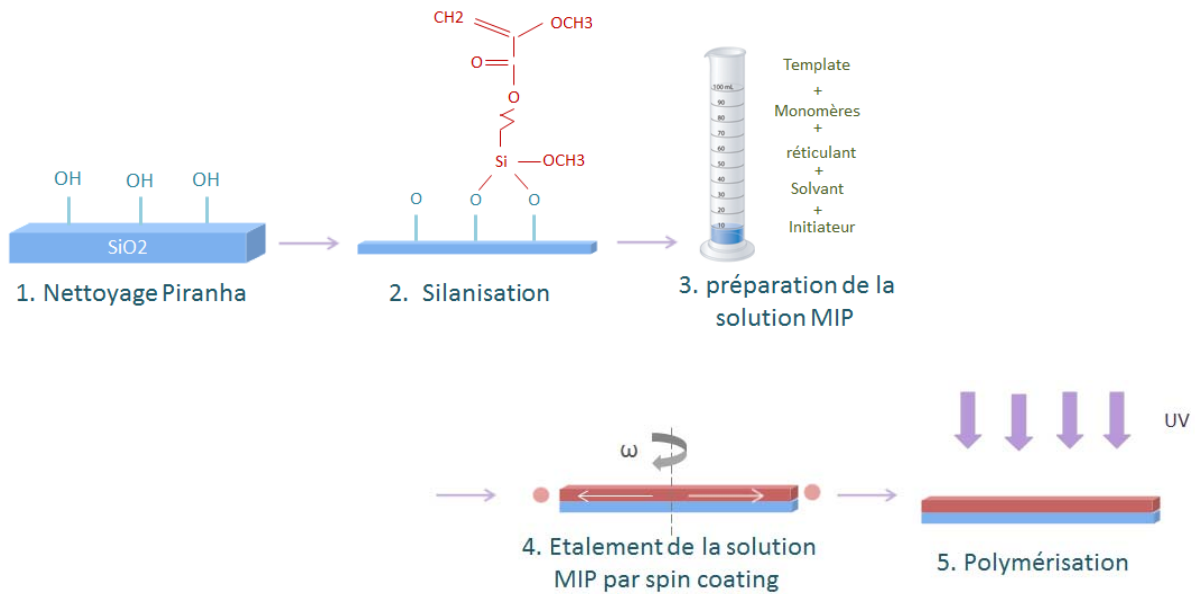 CH2
OCH3
O
O
Si
OCH3
OH
OH
OH
SiO2
O
O
O
100 mL
90
80
70
60
50
40
30
20
10
Template
+
Monomères
+
réticulant
+
Solvant
+
Initiateur
1. Nettoyage Piranha
2. Silanisation
3. préparation de la
solution MIP
ω
4. Etalement de la solution
MIP par spin coating
UV
5. Polymérisation